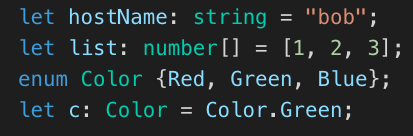 let hostName: string = "bob";
let list: number[] = [1, 2, 3];
enum Color {Red, Green, Blue};
let c: Color = Color.Green;